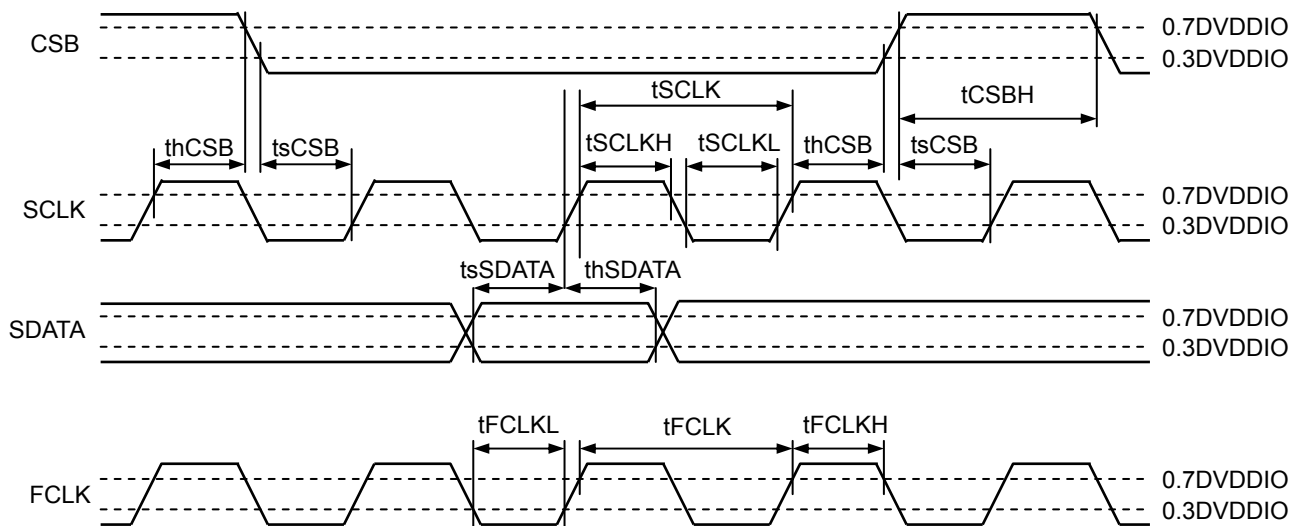 CSB
0.7DVDDIO
0.3DVDDIO
tSCLK
tCSBH
thCSB
tsCSB
tSCLKH
tSCLKL
thCSB
tsCSB
SCLK
0.7DVDDIO
0.3DVDDIO
tsSDATA
thSDATA
SDATA
0.7DVDDIO
0.3DVDDIO
tFCLKL
tFCLK
tFCLKH
FCLK
0.7DVDDIO
0.3DVDDIO